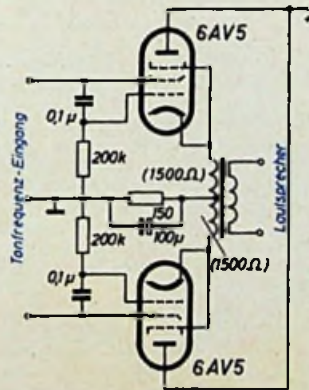 6AV5
0,1µ
200k
(1500Ω)
150
100µ
200k
(1500Ω)
0,1µ
6AV5
Tonfrequenz-Eingang
Lautsprecher
+